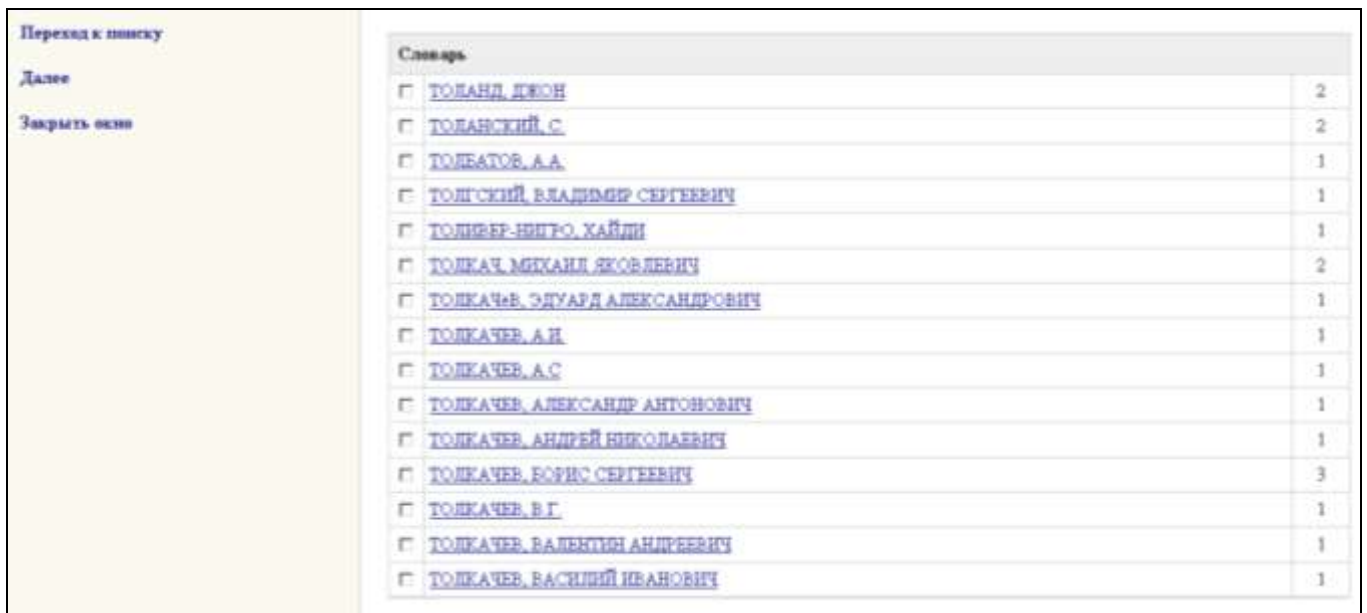 Переход к поиску
Далее
Закрыть окно
Словарь
ТОЛАНД, ДЖОН 2
ТОЛАНСКИЙ, С. 2
ТОЛБАТОВ, А.А. 1
ТОЛГСКИЙ, ВЛАДИМИР СЕРГЕЕВИЧ 1
ТОЛИВЕР-НИГРО, ХАЙДИ 1
ТОЛКАЧ, МИХАИЛ ЯКОВЛЕВИЧ 2
ТОЛКАЧеВ, ЭДУАРД АЛЕКСАНДРОВИЧ 1
ТОЛКАЧЕВ, А.И. 1
ТОЛКАЧЕВ, А.С 1
ТОЛКАЧЕВ, АЛЕКСАНДР АНТОНОВИЧ 1
ТОЛКАЧЕВ, АНДРЕЙ НИКОЛАЕВИЧ 1
ТОЛКАЧЕВ, БОРИС СЕРГЕЕВИЧ 3
ТОЛКАЧЕВ, В.Г. 1
ТОЛКАЧЕВ, ВАЛЕНТИН АНДРЕЕВИЧ 1
ТОЛКАЧЕВ, ВАСИЛИЙ ИВАНОВИЧ 1